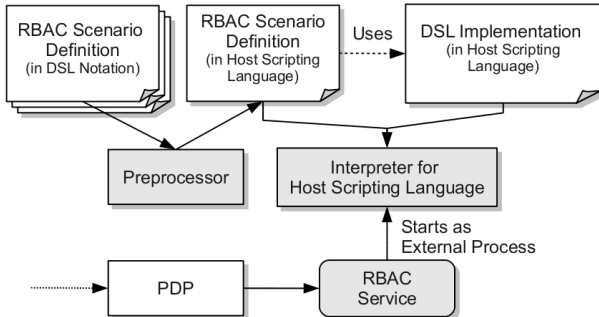 RBAC Scenario
Definition
(in DSL Notation)
RBAC Scenario
Definition
(in Host Scripting
Language)
Uses
DSL Implementation
(in Host Scripting
Language)
Preprocessor
Interpreter for
Host Scripting Language
Starts as
External Process
PDP
RBAC
Service